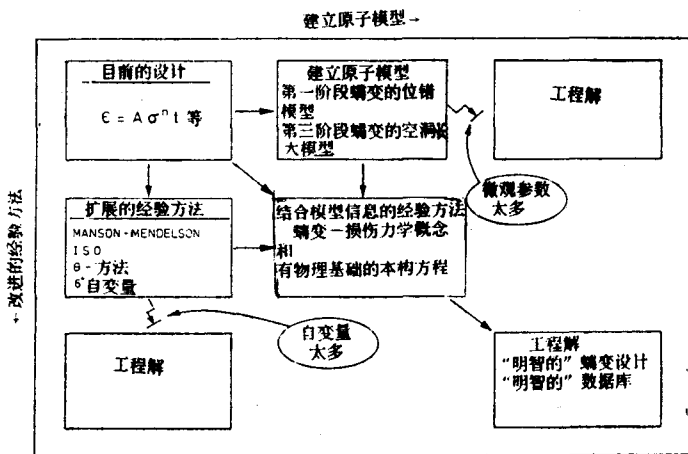 建立原子模型→
目前的设计
ϵ = A σⁿ t 等
建立原子模型
第一阶段蠕变的位错
模型
第三阶段蠕变的空洞长
大模型
工程解
微观参数
太多
←改进的经验方法
扩展的经验方法
MANSON-MENDELSON
ISO
θ-方法
6*自变量
结合模型信息的经验方法
蠕变-损伤力学概念
和
有物理基础的本构方程
工程解
自变量
太多
工程解
“明智的”蠕变设计
“明智的”数据库